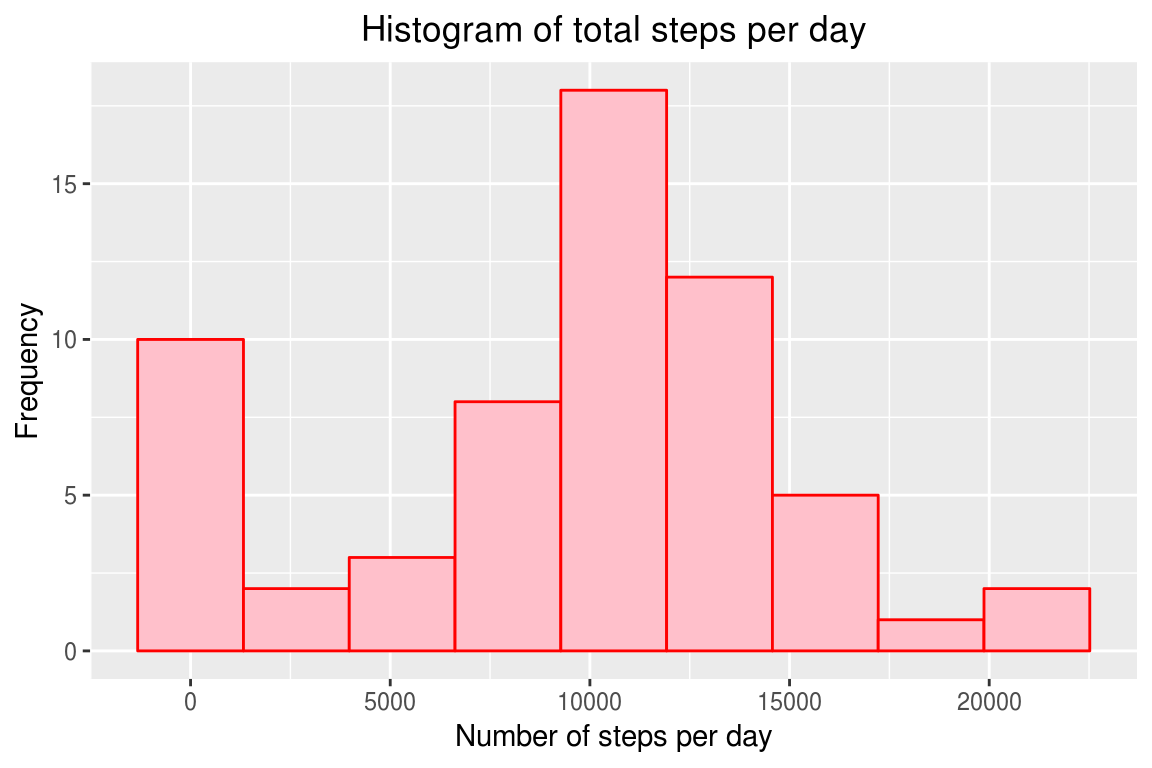 Histogram of total steps per day
15
10
5
0
Frequency
0 5000 10000 15000 20000
Number of steps per day